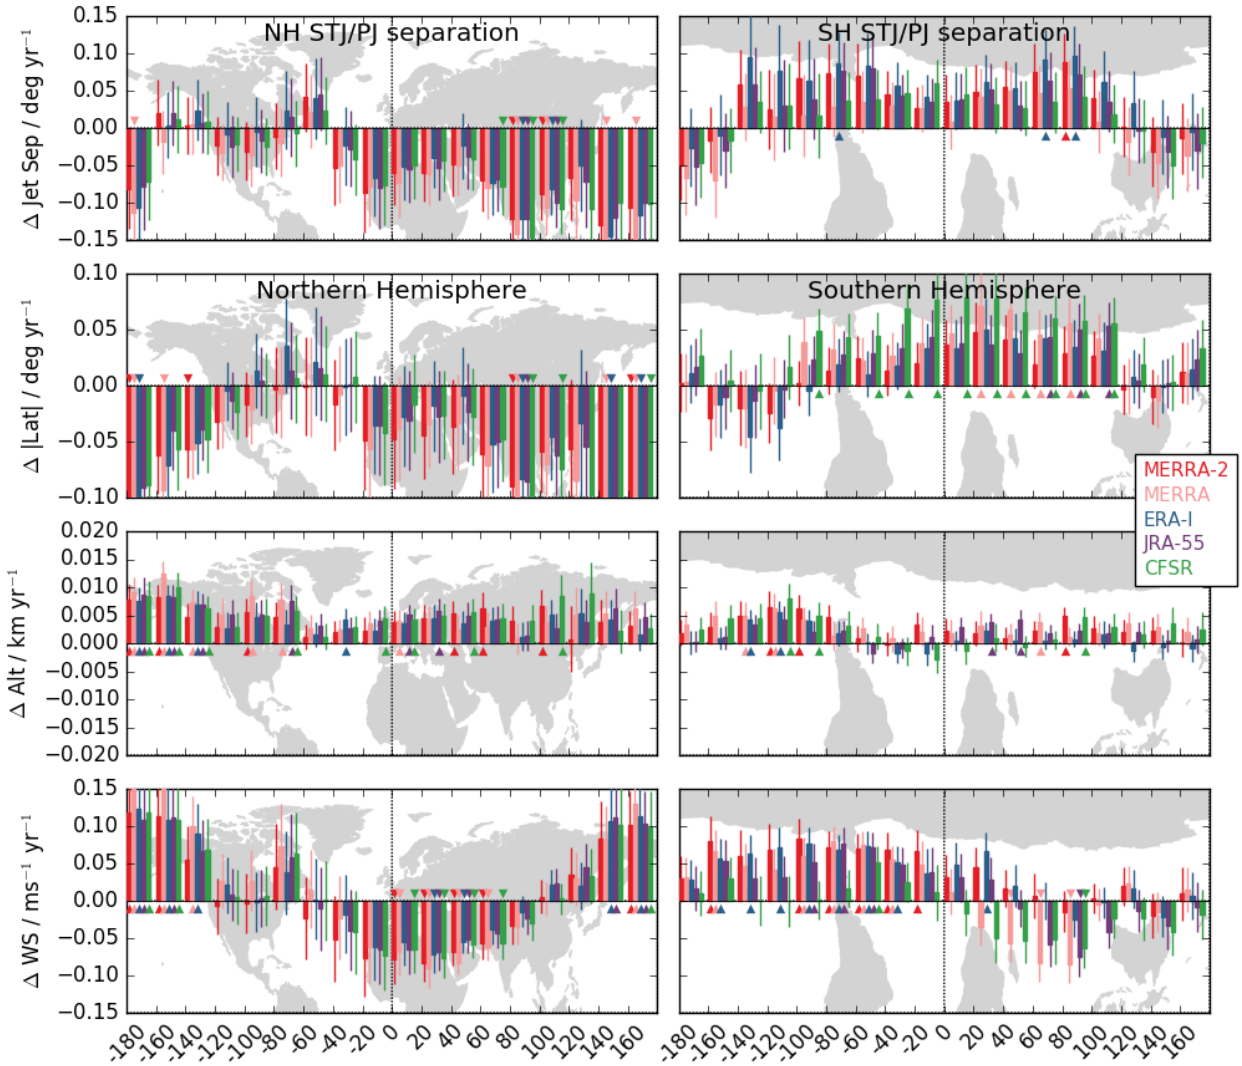 NH STJ/PJ separation
SH STJ/PJ separation
Δ Jet Sep / deg yr⁻¹
0.15
0.10
0.05
0.00
−0.05
−0.10
−0.15
Northern Hemisphere
Southern Hemisphere
Δ |Lat| / deg yr⁻¹
0.10
0.05
0.00
−0.05
−0.10
MERRA-2
MERRA
ERA-I
JRA-55
CFSR
Δ Alt / km yr⁻¹
0.020
0.015
0.010
0.005
0.000
−0.005
−0.010
−0.015
−0.020
Δ WS / ms⁻¹ yr⁻¹
0.15
0.10
0.05
0.00
−0.05
−0.10
−0.15
-180 -160 -140 -120 -100 -80 -60 -40 -20 0 20 40 60 80 100 120 140 160
-180 -160 -140 -120 -100 -80 -60 -40 -20 0 20 40 60 80 100 120 140 160